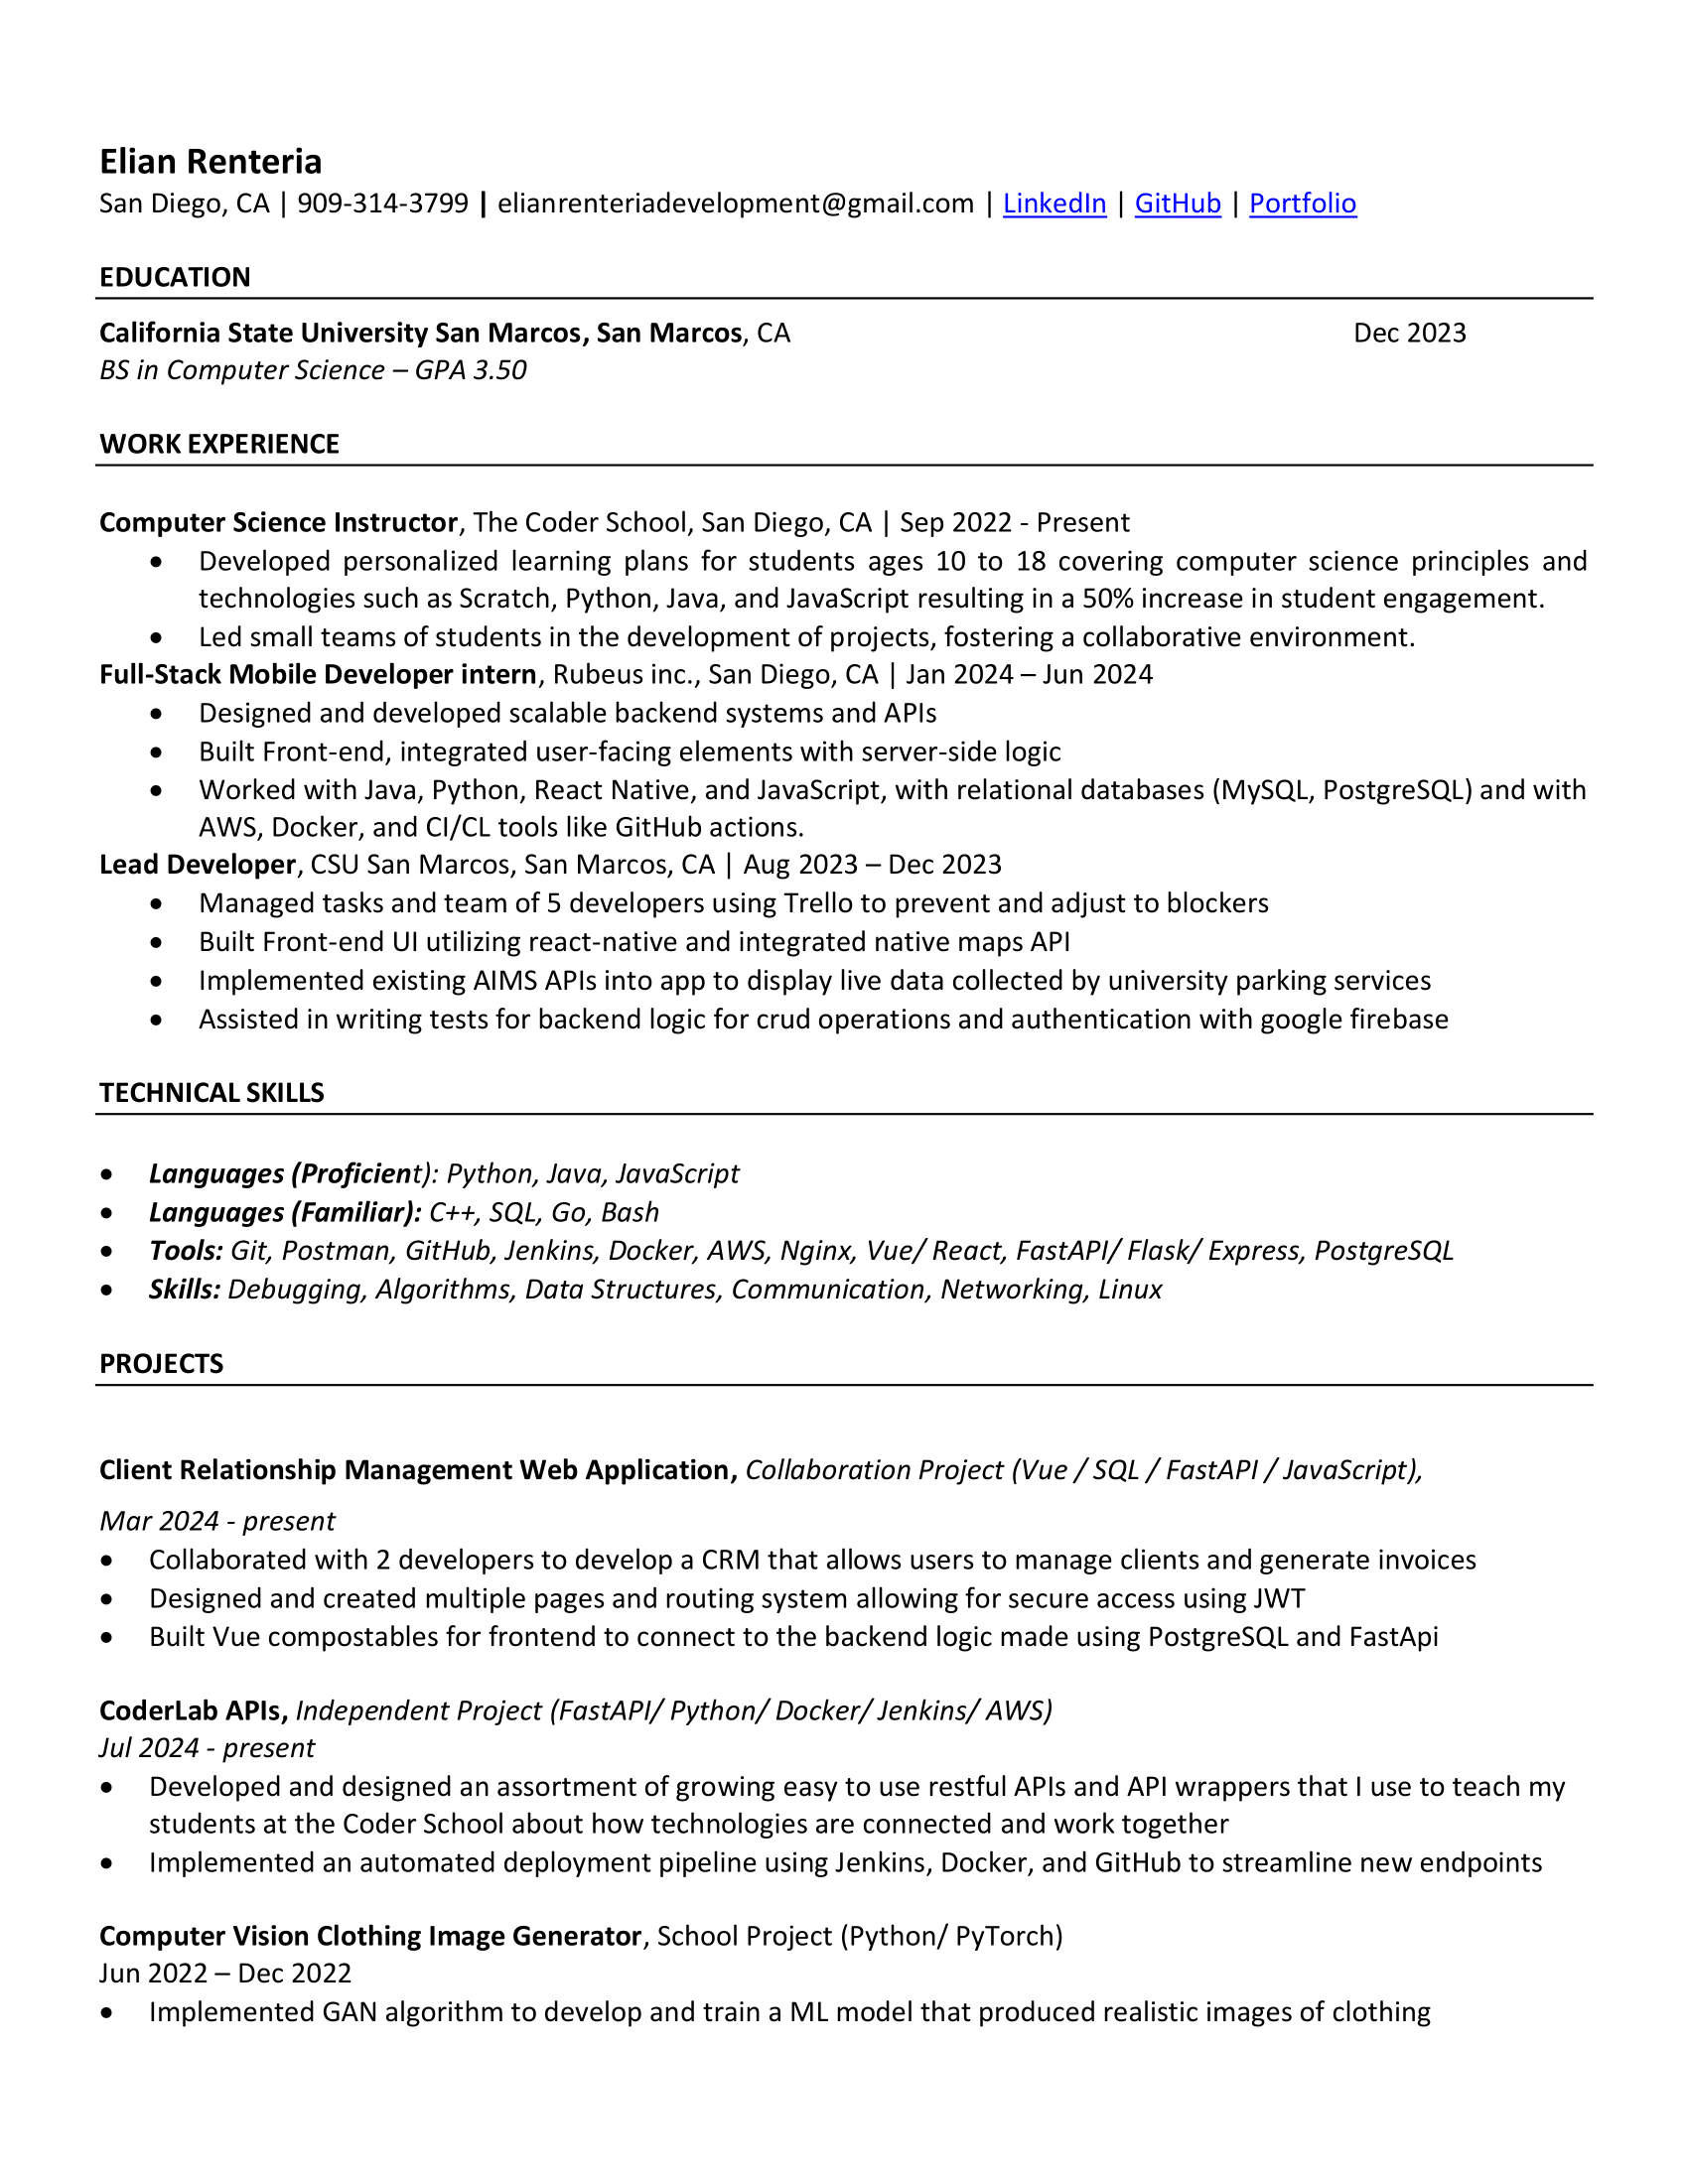 Elian Renteria
San Diego, CA | 909-314-3799 | elianrenteriadevelopment@gmail.com | LinkedIn | GitHub | Portfolio
EDUCATION
California State University San Marcos, San Marcos, CA Dec 2023
BS in Computer Science – GPA 3.50
WORK EXPERIENCE
Computer Science Instructor, The Coder School, San Diego, CA | Sep 2022 - Present
• Developed personalized learning plans for students ages 10 to 18 covering computer science principles and
technologies such as Scratch, Python, Java, and JavaScript resulting in a 50% increase in student engagement.
• Led small teams of students in the development of projects, fostering a collaborative environment.
Full-Stack Mobile Developer intern, Rubeus inc., San Diego, CA | Jan 2024 – Jun 2024
• Designed and developed scalable backend systems and APIs
• Built Front-end, integrated user-facing elements with server-side logic
• Worked with Java, Python, React Native, and JavaScript, with relational databases (MySQL, PostgreSQL) and with
AWS, Docker, and CI/CL tools like GitHub actions.
Lead Developer, CSU San Marcos, San Marcos, CA | Aug 2023 – Dec 2023
• Managed tasks and team of 5 developers using Trello to prevent and adjust to blockers
• Built Front-end UI utilizing react-native and integrated native maps API
• Implemented existing AIMS APIs into app to display live data collected by university parking services
• Assisted in writing tests for backend logic for crud operations and authentication with google firebase
TECHNICAL SKILLS
• Languages (Proficient): Python, Java, JavaScript
• Languages (Familiar): C++, SQL, Go, Bash
• Tools: Git, Postman, GitHub, Jenkins, Docker, AWS, Nginx, Vue/ React, FastAPI/ Flask/ Express, PostgreSQL
• Skills: Debugging, Algorithms, Data Structures, Communication, Networking, Linux
PROJECTS
Client Relationship Management Web Application, Collaboration Project (Vue / SQL / FastAPI / JavaScript),
Mar 2024 - present
• Collaborated with 2 developers to develop a CRM that allows users to manage clients and generate invoices
• Designed and created multiple pages and routing system allowing for secure access using JWT
• Built Vue compostables for frontend to connect to the backend logic made using PostgreSQL and FastApi
CoderLab APIs, Independent Project (FastAPI/ Python/ Docker/ Jenkins/ AWS)
Jul 2024 - present
• Developed and designed an assortment of growing easy to use restful APIs and API wrappers that I use to teach my
students at the Coder School about how technologies are connected and work together
• Implemented an automated deployment pipeline using Jenkins, Docker, and GitHub to streamline new endpoints
Computer Vision Clothing Image Generator, School Project (Python/ PyTorch)
Jun 2022 – Dec 2022
• Implemented GAN algorithm to develop and train a ML model that produced realistic images of clothing